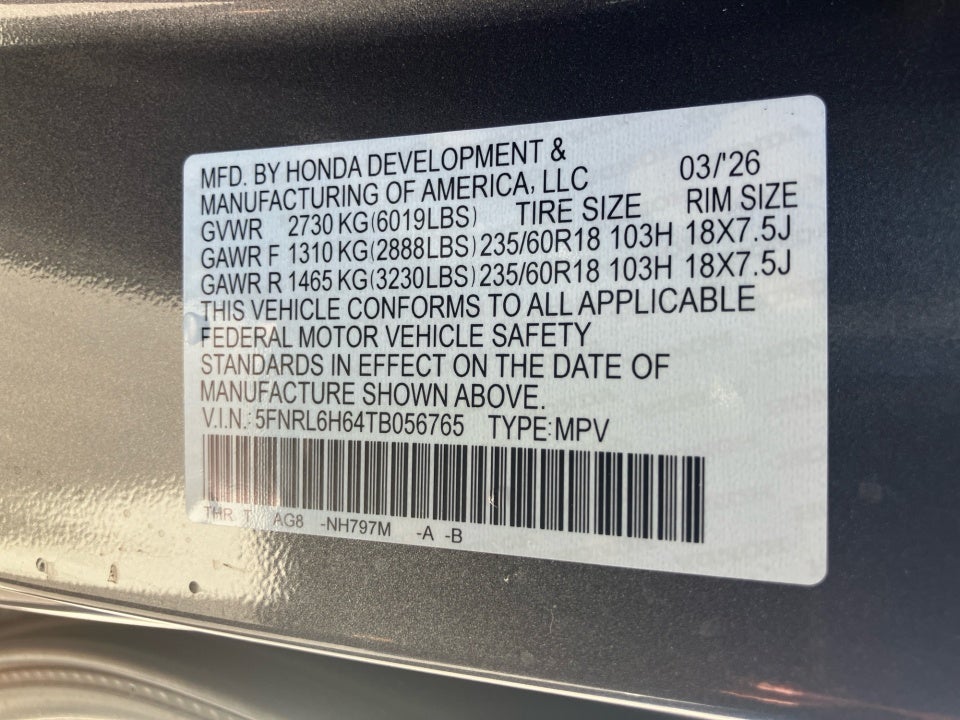 MFD. BY HONDA DEVELOPMENT &
MANUFACTURING OF AMERICA, LLC 03/'26
GVWR 2730 KG(6019LBS) TIRE SIZE RIM SIZE
GAWR F 1310 KG(2888LBS) 235/60R18 103H 18X7.5J
GAWR R 1465 KG(3230LBS) 235/60R18 103H 18X7.5J
THIS VEHICLE CONFORMS TO ALL APPLICABLE
FEDERAL MOTOR VEHICLE SAFETY
STANDARDS IN EFFECT ON THE DATE OF
MANUFACTURE SHOWN ABOVE.
V.I.N.: 5FNRL6H64TB056765 TYPE:MPV
THR T AG8 -NH797M -A -B